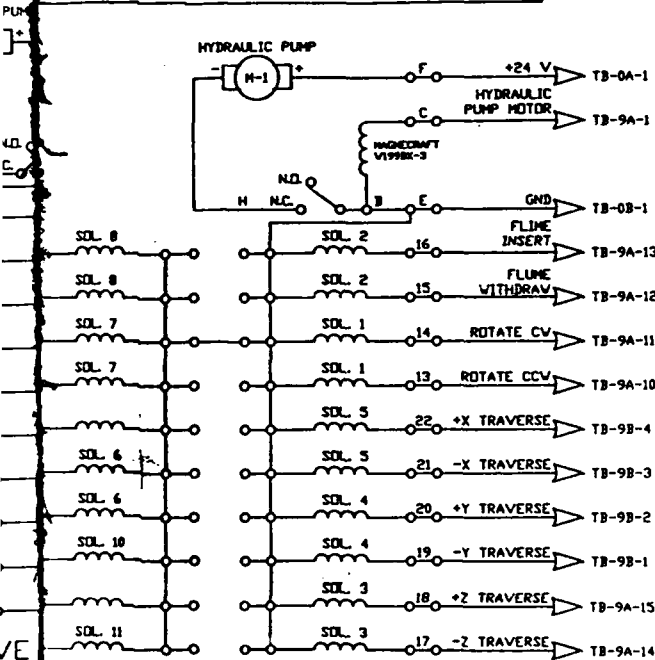 PUM
HYDRAULIC PUMP
- M-1 +
F +24 V TB-0A-1
+
HYDRAULIC
PUMP MOTOR
C TB-9A-1
MAGNECRAFT
V199BX-3
N.O.
C.
N.O.
H N.C. B E GND TB-0B-1
SOL. 8 SOL. 2 16 FLIME
INSERT TB-9A-13
SOL. 8 SOL. 2 15 FLUME
WITHDRAW TB-9A-12
SOL. 7 SOL. 1 14 ROTATE CW TB-9A-11
SOL. 7 SOL. 1 13 ROTATE CCW TB-9A-10
SOL. 5 22 +X TRAVERSE TB-9B-4
SOL. 6 SOL. 5 21 -X TRAVERSE TB-9B-3
SOL. 6 SOL. 4 20 +Y TRAVERSE TB-9B-2
SOL. 10 SOL. 4 19 -Y TRAVERSE TB-9B-1
SOL. 3 18 +Z TRAVERSE TB-9A-15
SOL. 11 SOL. 3 17 -Z TRAVERSE TB-9A-14
VE